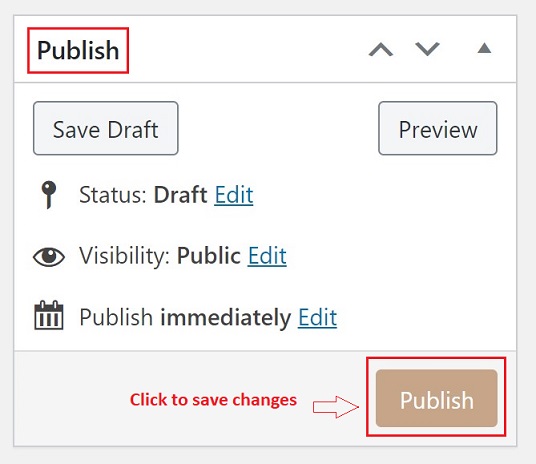 Publish
Save Draft Preview
Status: Draft Edit
Visibility: Public Edit
Publish immediately Edit
Click to save changes Publish